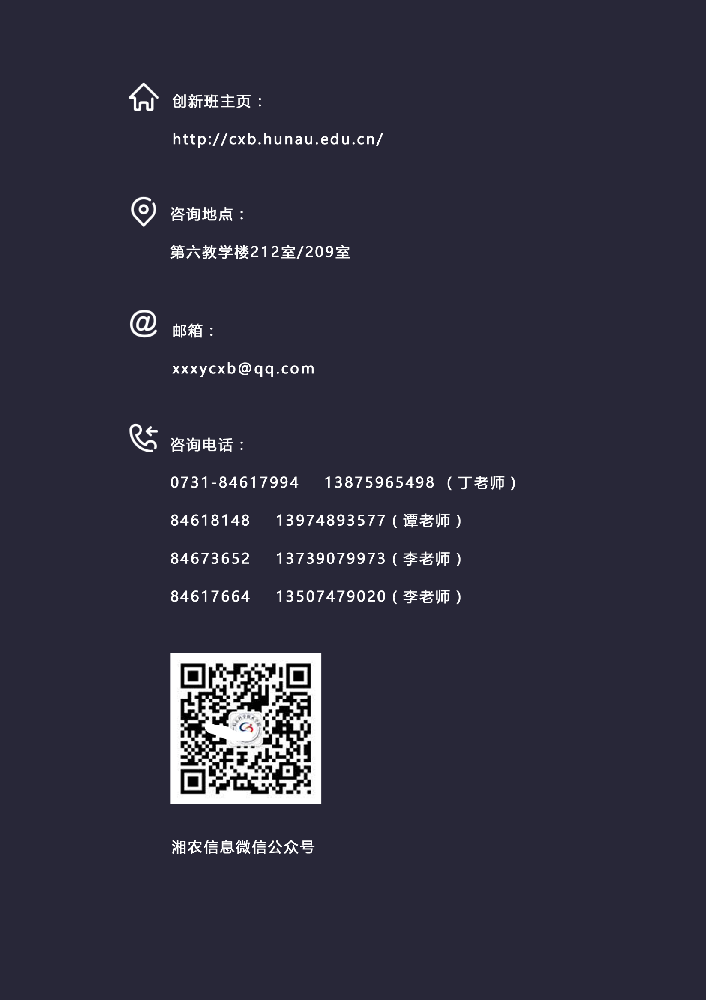 创新班主页：
http://cxb.hunau.edu.cn/
咨询地点：
第六教学楼212室/209室
邮箱：
xxxycxb@qq.com
咨询电话：
0731-84617994 13875965498 （丁老师）
84618148 13974893577（谭老师）
84673652 13739079973（李老师）
84617664 13507479020（李老师）
湘农信息微信公众号